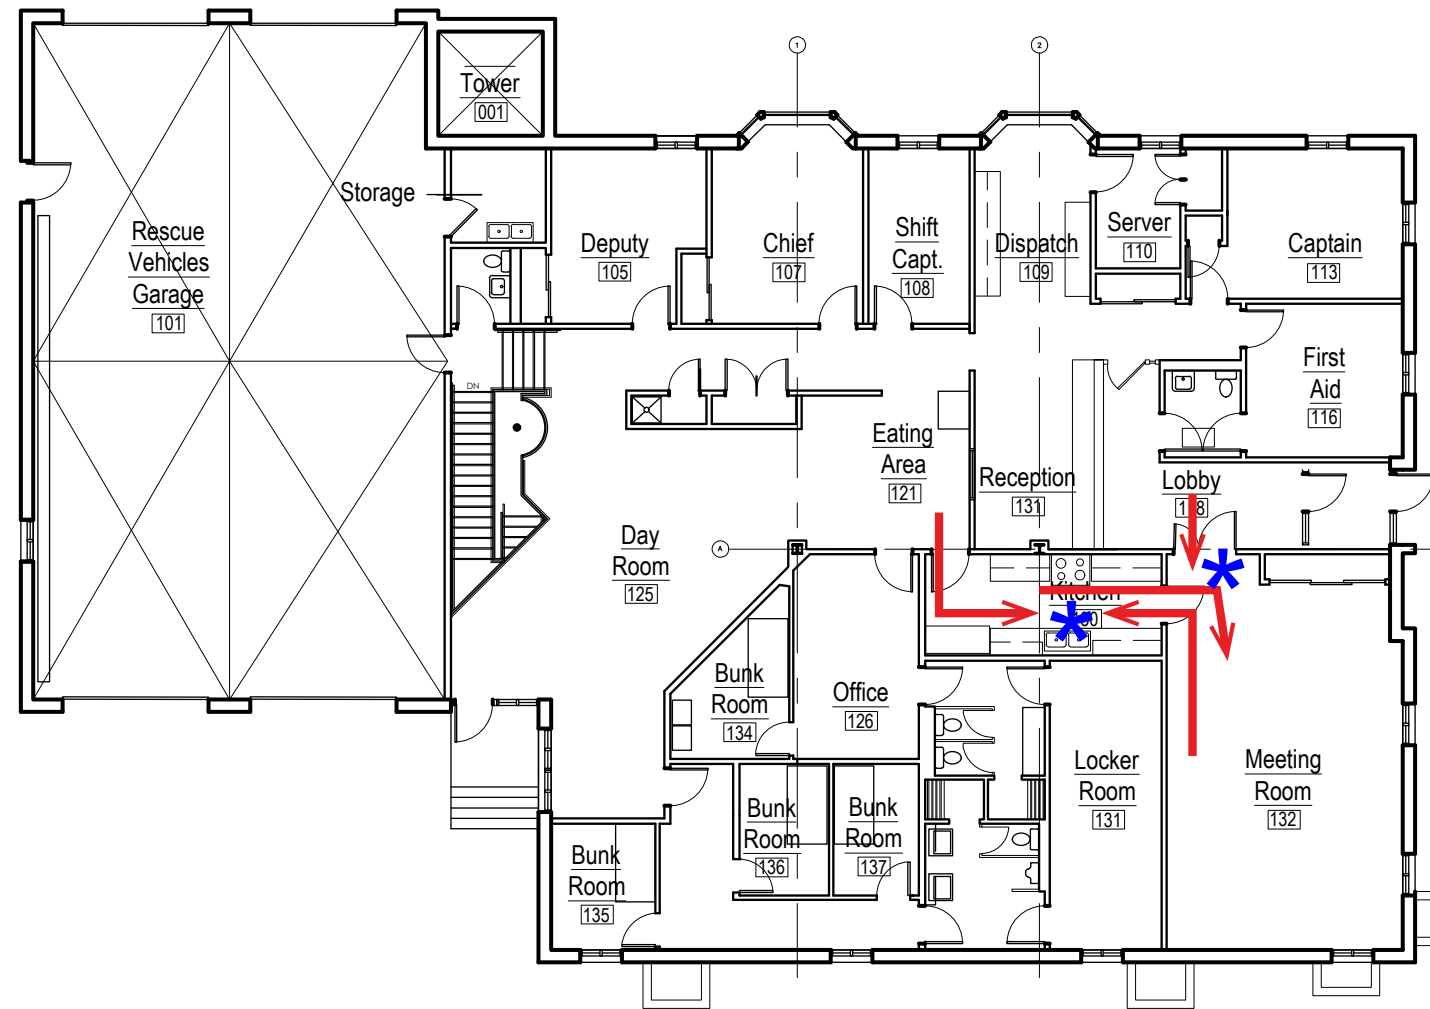 1
2
Tower
001
Storage
Rescue
Vehicles
Garage
101
Deputy
105
Chief
107
Shift
Capt.
108
Dispatch
109
Server
110
Captain
113
First
Aid
116
DN
Eating
Area
121
Reception
131
Lobby
118
A
Day
Room
125
Kitchen
Bunk
Room
134
Office
126
Locker
Room
131
Meeting
Room
132
Bunk
Room
136
Bunk
Room
137
Bunk
Room
135